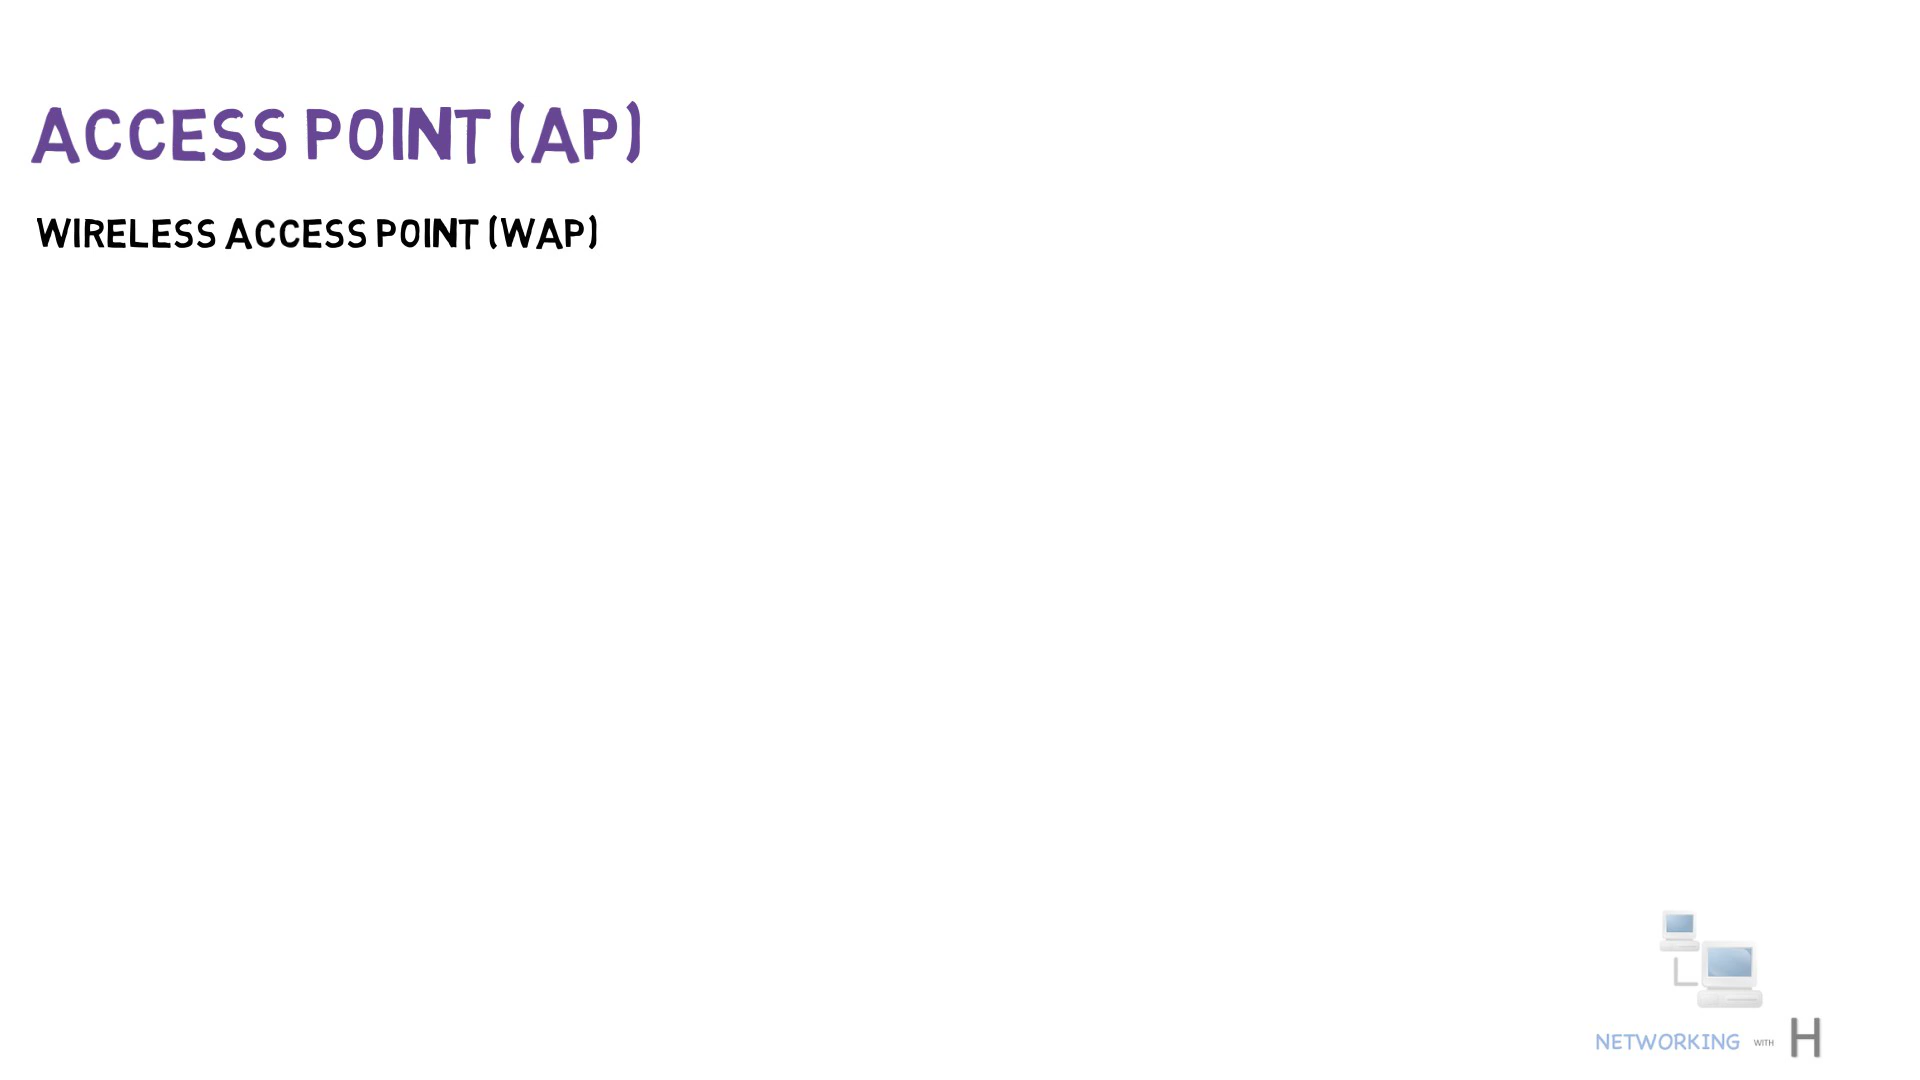 ACCESS POINT (AP)
WIRELESS ACCESS POINT (WAP)
NETWORKING WITH H